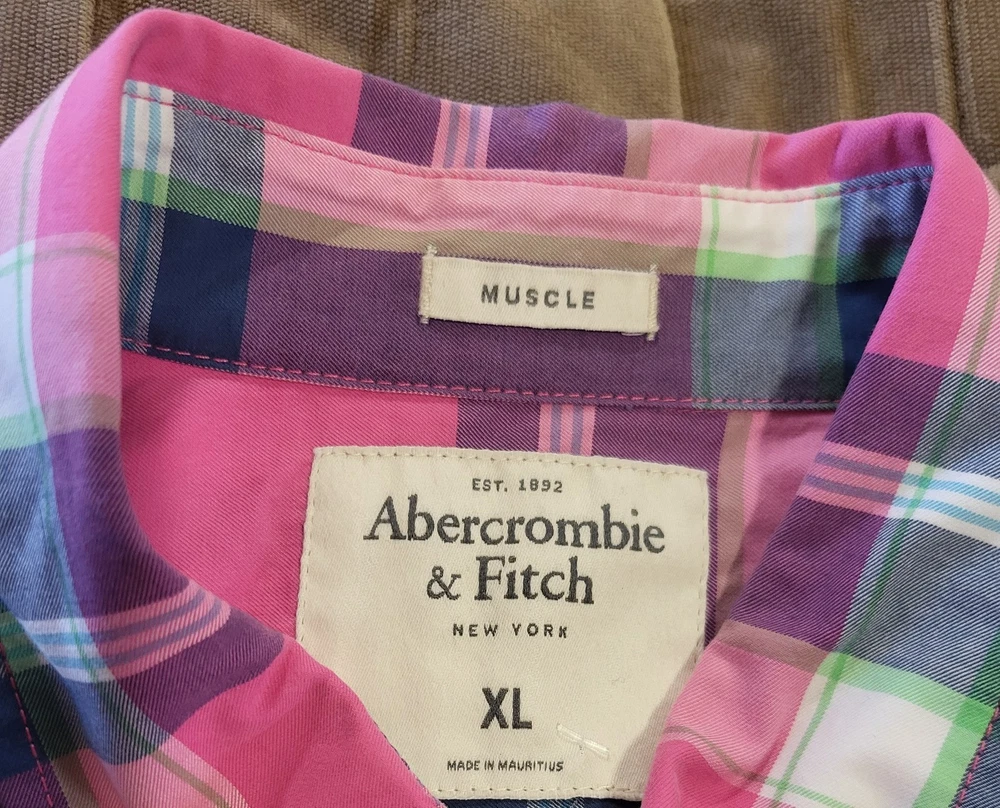 MUSCLE
EST. 1892
Abercrombie
& Fitch
NEW YORK
XL
MADE IN MAURITIUS